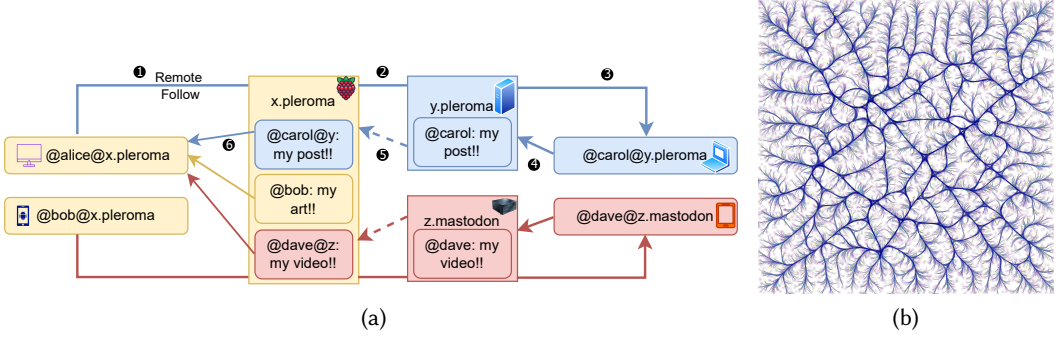 ❶
Remote
Follow
❷
❸
x.pleroma
y.pleroma
@carol@y:
my post!!
@carol: my
post!!
❻
❺
❹
@alice@x.pleroma
@carol@y.pleroma
@bob: my
art!!
@bob@x.pleroma
z.mastodon
@dave@z.mastodon
@dave@z:
my video!!
@dave: my
video!!
(a)
(b)